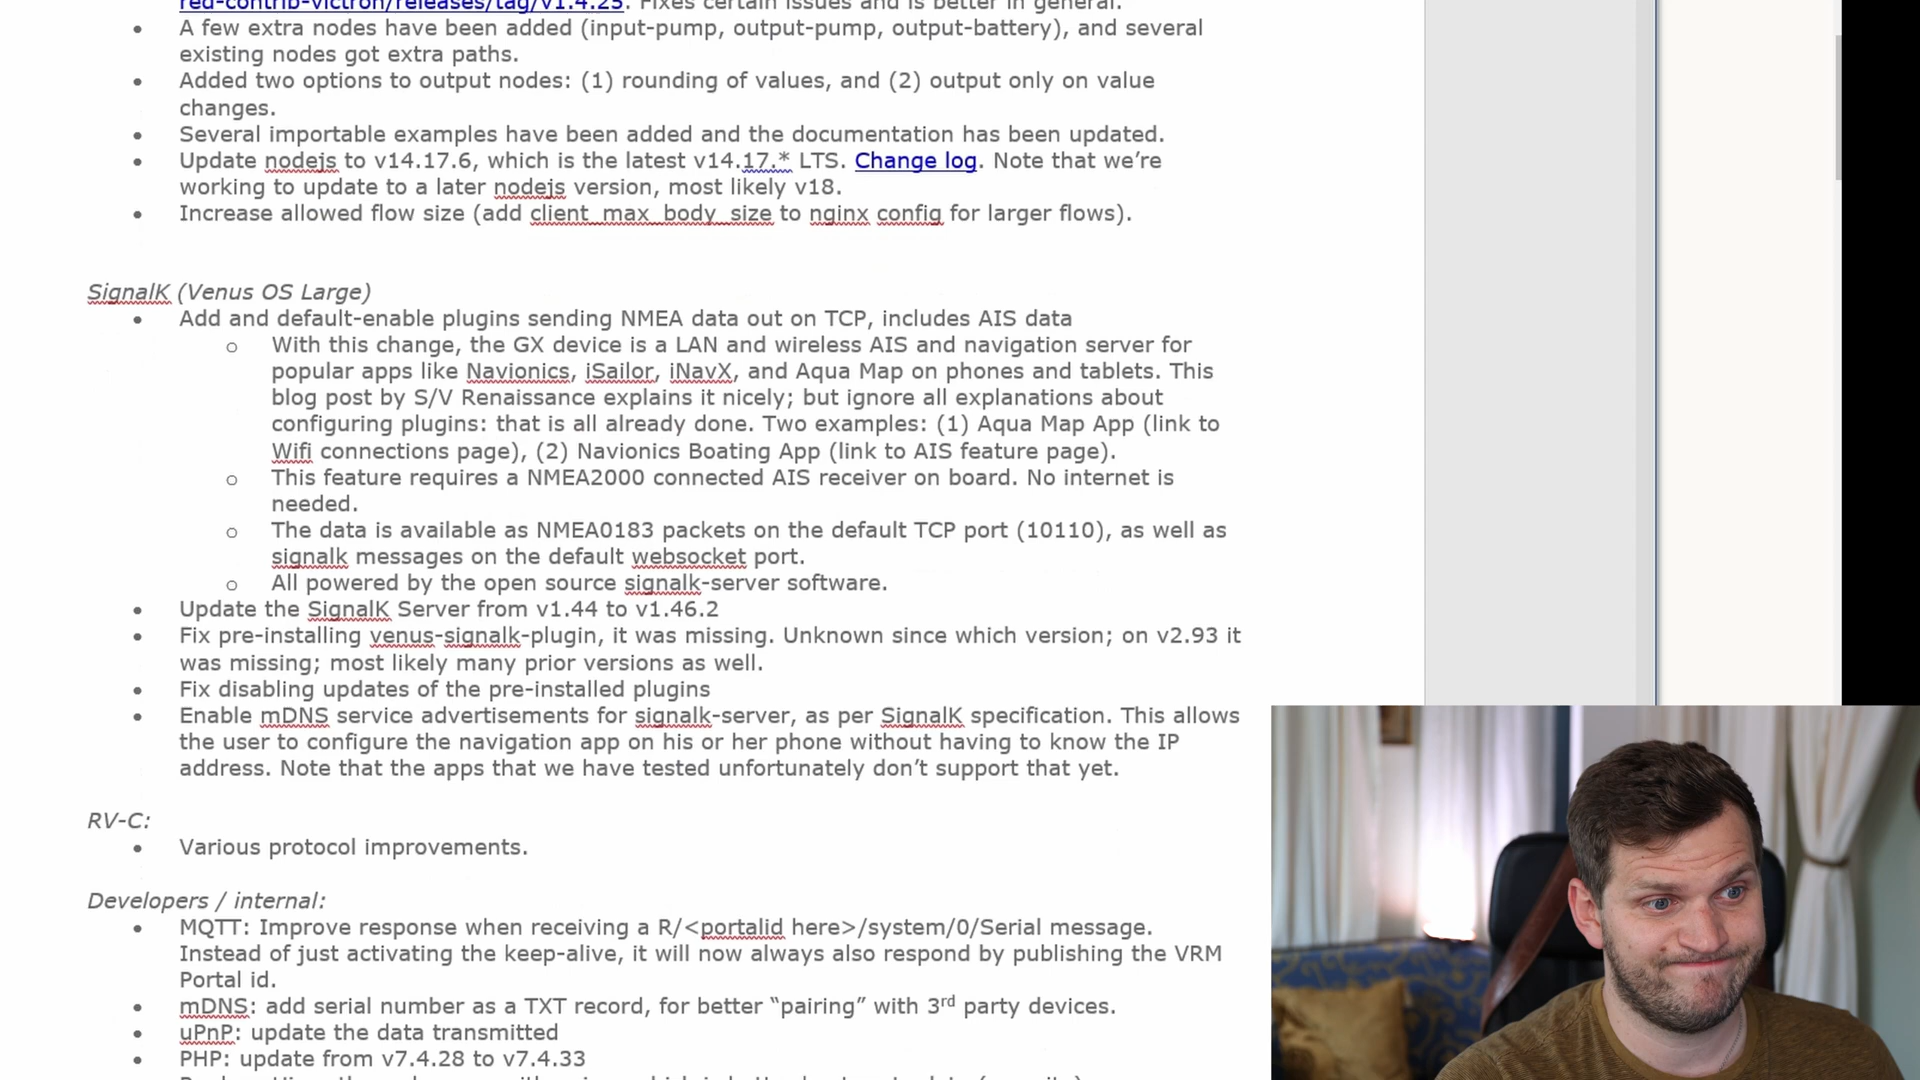 red-contrib-victron/releases/tag/v1.4.25. Fixes certain issues and is better in general.
• A few extra nodes have been added (input-pump, output-pump, output-battery), and several
existing nodes got extra paths.
• Added two options to output nodes: (1) rounding of values, and (2) output only on value
changes.
• Several importable examples have been added and the documentation has been updated.
• Update nodejs to v14.17.6, which is the latest v14.17.* LTS. Change log. Note that we’re
working to update to a later nodejs version, most likely v18.
• Increase allowed flow size (add client_max_body_size to nginx config for larger flows).
SignalK (Venus OS Large)
• Add and default-enable plugins sending NMEA data out on TCP, includes AIS data
o With this change, the GX device is a LAN and wireless AIS and navigation server for
popular apps like Navionics, iSailor, iNavX, and Aqua Map on phones and tablets. This
blog post by S/V Renaissance explains it nicely; but ignore all explanations about
configuring plugins: that is all already done. Two examples: (1) Aqua Map App (link to
Wifi connections page), (2) Navionics Boating App (link to AIS feature page).
o This feature requires a NMEA2000 connected AIS receiver on board. No internet is
needed.
o The data is available as NMEA0183 packets on the default TCP port (10110), as well as
signalk messages on the default websocket port.
o All powered by the open source signalk-server software.
• Update the SignalK Server from v1.44 to v1.46.2
• Fix pre-installing venus-signalk-plugin, it was missing. Unknown since which version; on v2.93 it
was missing; most likely many prior versions as well.
• Fix disabling updates of the pre-installed plugins
• Enable mDNS service advertisements for signalk-server, as per SignalK specification. This allows
the user to configure the navigation app on his or her phone without having to know the IP
address. Note that the apps that we have tested unfortunately don’t support that yet.
RV-C:
• Various protocol improvements.
Developers / internal:
• MQTT: Improve response when receiving a R/<portalid here>/system/0/Serial message.
Instead of just activating the keep-alive, it will now always also respond by publishing the VRM
Portal id.
• mDNS: add serial number as a TXT record, for better “pairing” with 3rd party devices.
• uPnP: update the data transmitted
• PHP: update from v7.4.28 to v7.4.33